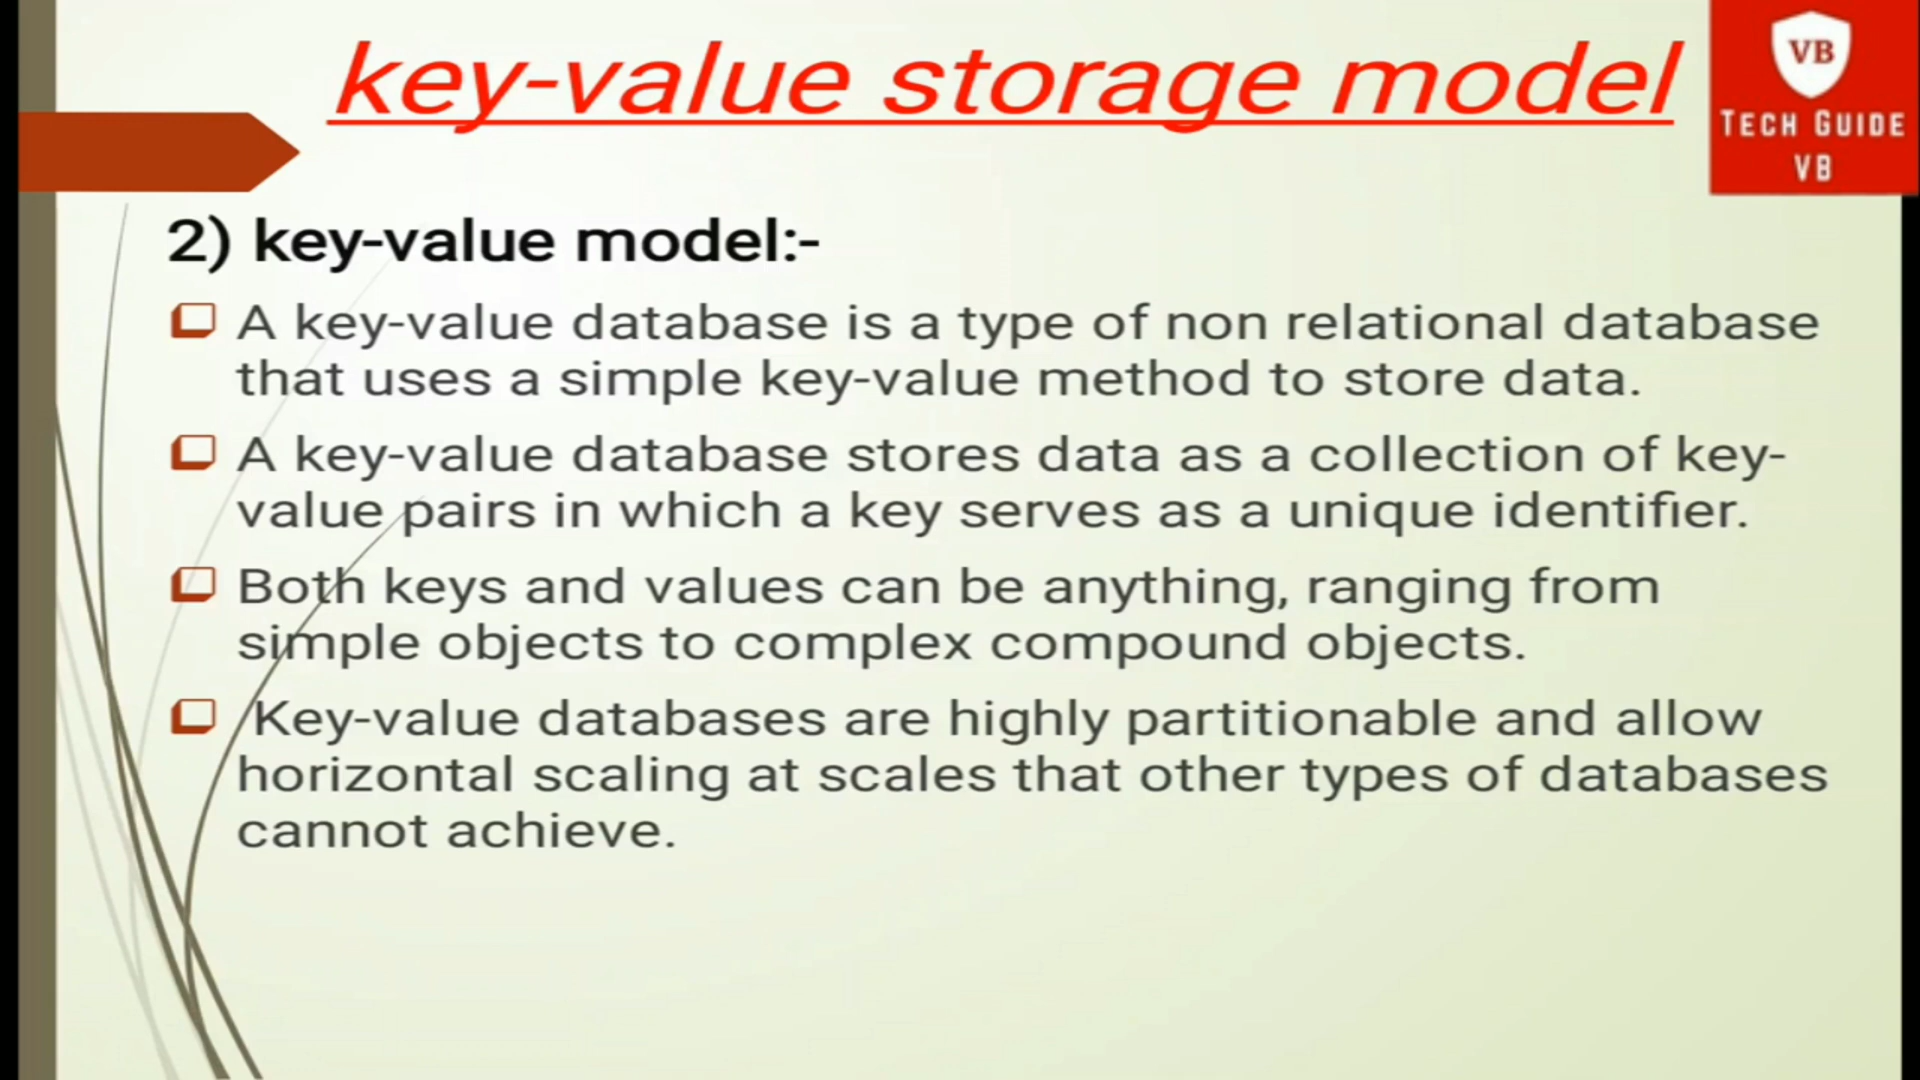 key-value storage model
VB
TECH GUIDE
VB
2) key-value model:-
A key-value database is a type of non relational database
that uses a simple key-value method to store data.
A key-value database stores data as a collection of key-
value pairs in which a key serves as a unique identifier.
Both keys and values can be anything, ranging from
simple objects to complex compound objects.
Key-value databases are highly partitionable and allow
horizontal scaling at scales that other types of databases
cannot achieve.